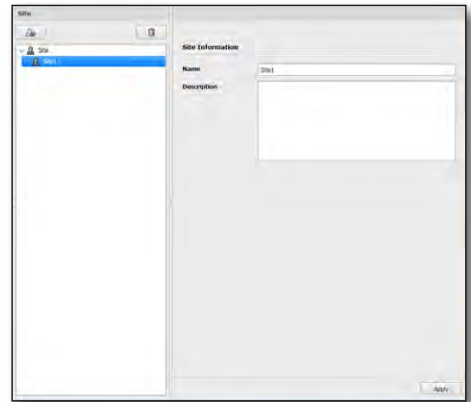 Site
Site
Site1
Site Information
Name
Site1
Description
Apply